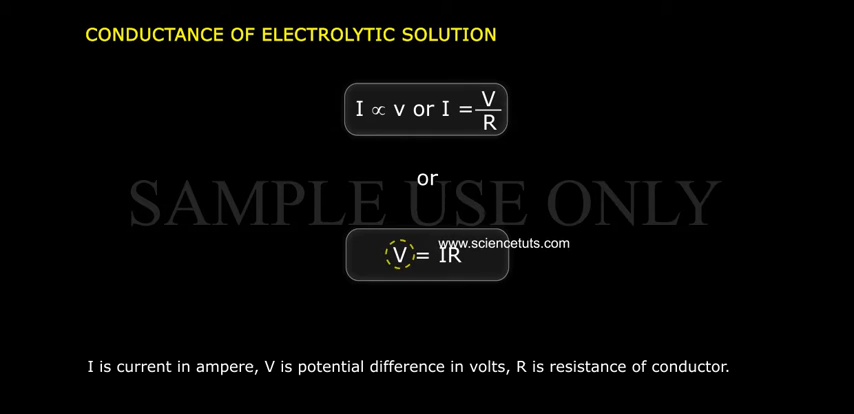 CONDUCTANCE OF ELECTROLYTIC SOLUTION
I ∝ v or I = V/R
or
SAMPLE USE ONLY
www.sciencetuts.com
V = IR
I is current in ampere, V is potential difference in volts, R is resistance of conductor.